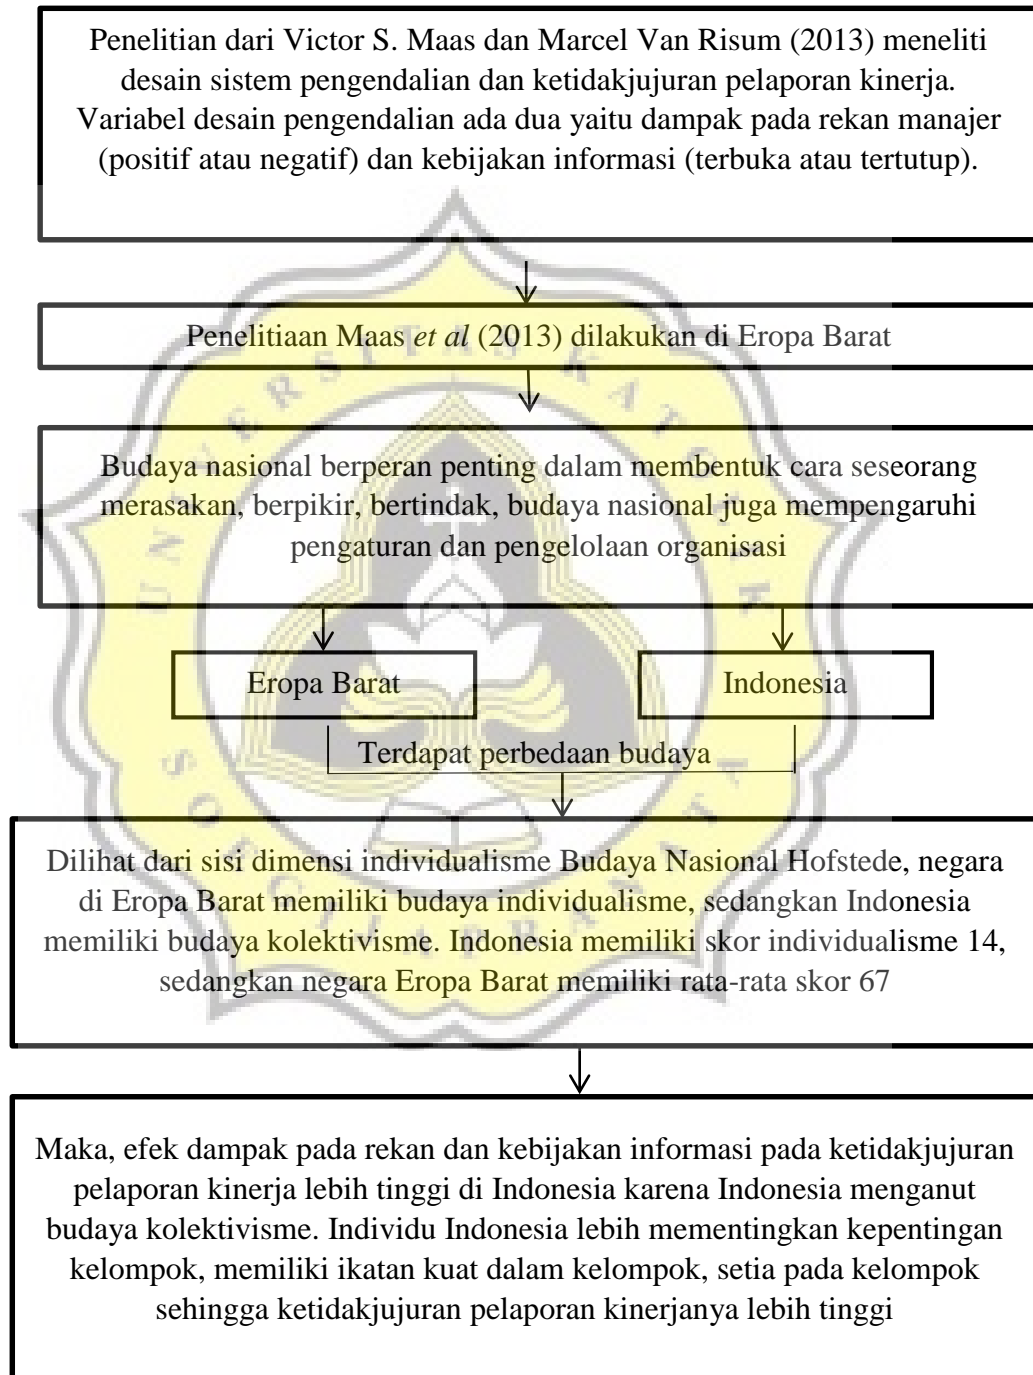 Penelitian dari Victor S. Maas dan Marcel Van Risum (2013) meneliti
desain sistem pengendalian dan ketidakjujuran pelaporan kinerja.
Variabel desain pengendalian ada dua yaitu dampak pada rekan manajer
(positif atau negatif) dan kebijakan informasi (terbuka atau tertutup).
Penelitiaan Maas et al (2013) dilakukan di Eropa Barat
Budaya nasional berperan penting dalam membentuk cara seseorang
merasakan, berpikir, bertindak, budaya nasional juga mempengaruhi
pengaturan dan pengelolaan organisasi
Eropa Barat
Indonesia
Terdapat perbedaan budaya
Dilihat dari sisi dimensi individualisme Budaya Nasional Hofstede, negara
di Eropa Barat memiliki budaya individualisme, sedangkan Indonesia
memiliki budaya kolektivisme. Indonesia memiliki skor individualisme 14,
sedangkan negara Eropa Barat memiliki rata-rata skor 67
Maka, efek dampak pada rekan dan kebijakan informasi pada ketidakjujuran
pelaporan kinerja lebih tinggi di Indonesia karena Indonesia menganut
budaya kolektivisme. Individu Indonesia lebih mementingkan kepentingan
kelompok, memiliki ikatan kuat dalam kelompok, setia pada kelompok
sehingga ketidakjujuran pelaporan kinerjanya lebih tinggi
UNIVERSITAS KATOLIK
SOEGIJAPRANATA